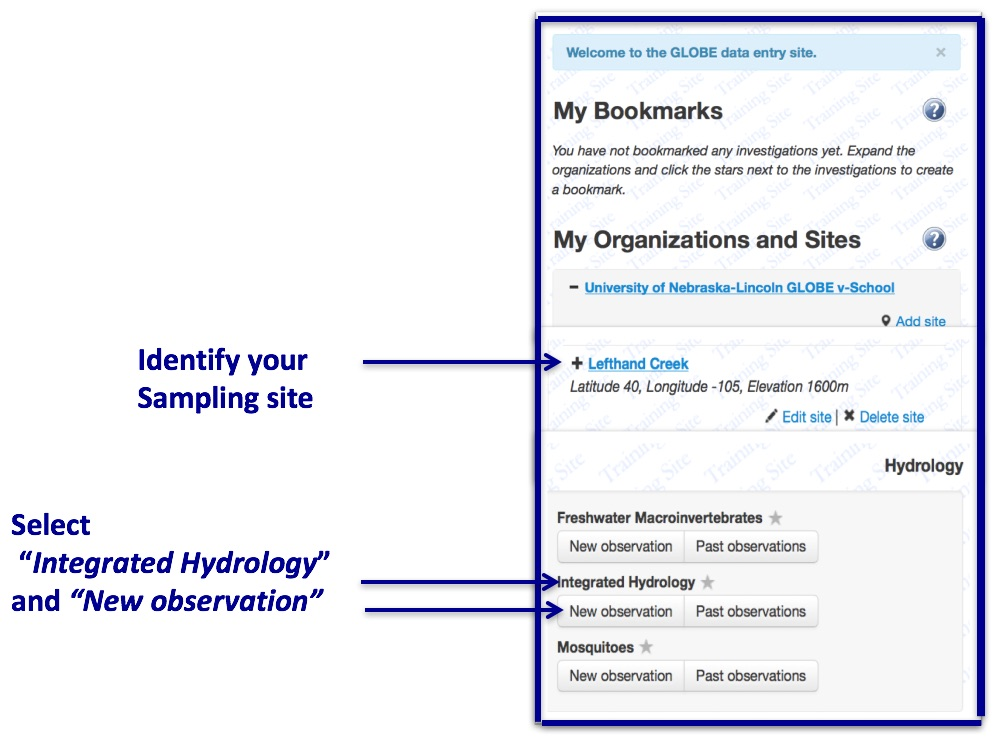 Welcome to the GLOBE data entry site. ×
My Bookmarks ?
You have not bookmarked any investigations yet. Expand the
organizations and click the stars next to the investigations to create
a bookmark.
My Organizations and Sites ?
University of Nebraska-Lincoln GLOBE v-School
Add site
Identify your
Sampling site
Lefthand Creek
Latitude 40, Longitude -105, Elevation 1600m
Edit site | Delete site
Hydrology
Select
“Integrated Hydrology”
and “New observation”
Freshwater Macroinvertebrates
New observation Past observations
Integrated Hydrology
New observation Past observations
Mosquitoes
New observation Past observations
Training Site